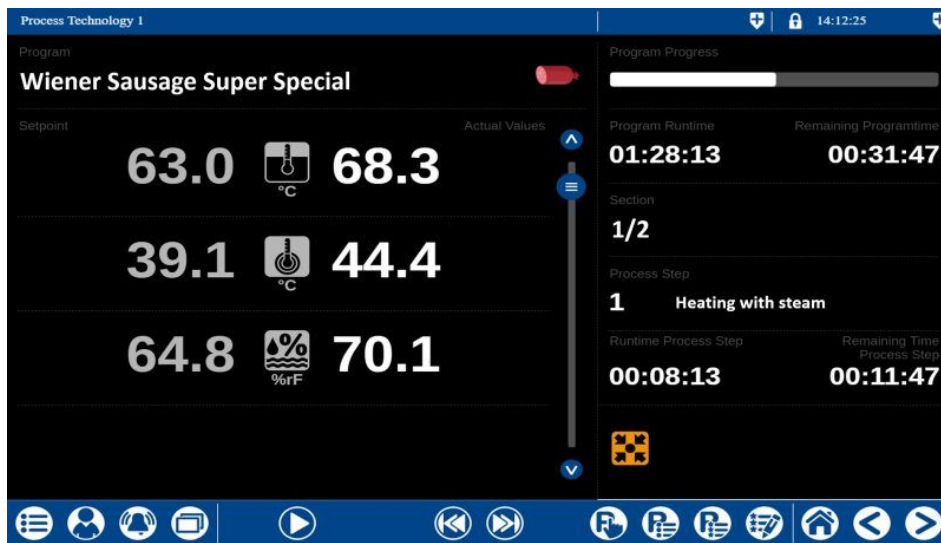 Process Technology 1
14:12:25
Program
Wiener Sausage Super Special
Setpoint
Actual Values
63.0 °C 68.3
39.1 °C 44.4
64.8 % %rF 70.1
Program Progress
Program Runtime
Remaining Programtime
01:28:13
00:31:47
Section
1/2
Process Step
1 Heating with steam
Runtime Process Step
Remaining Time
Process Step
00:08:13
00:11:47
P P P